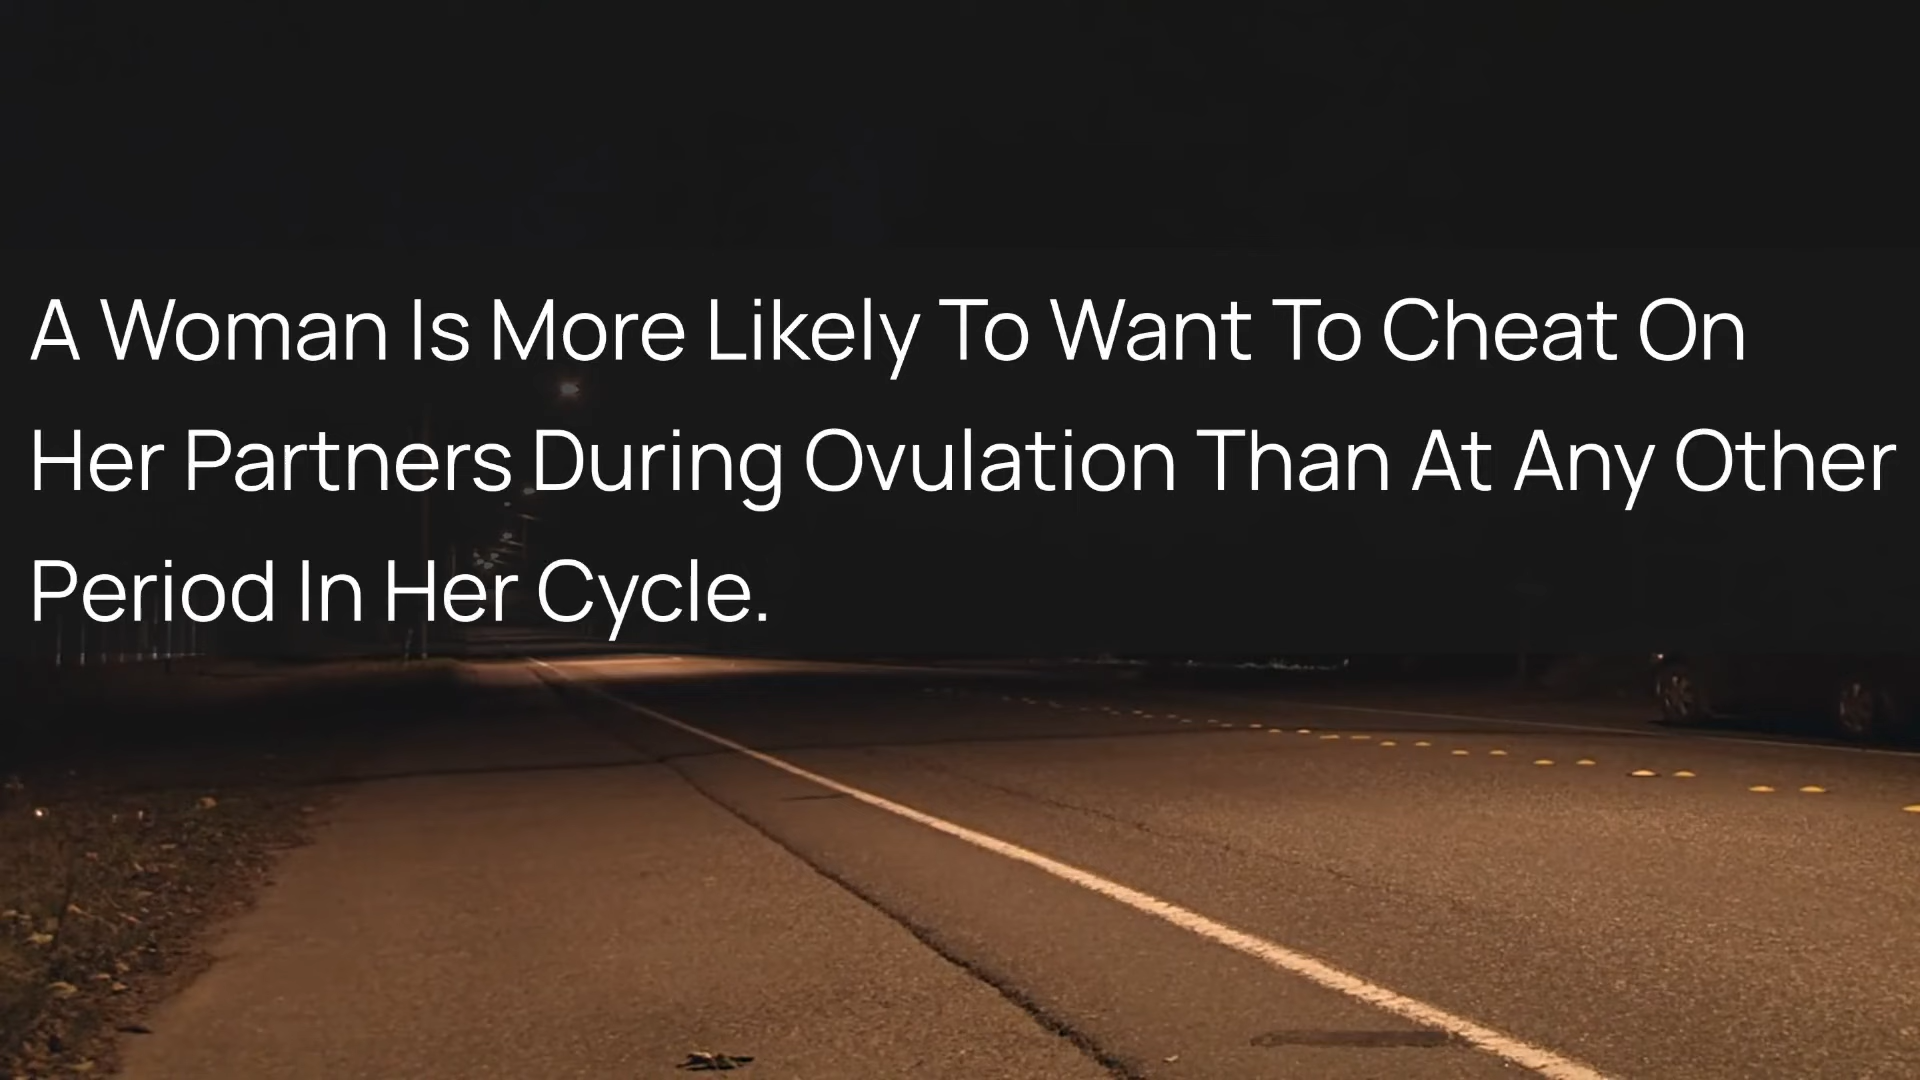 A Woman Is More Likely To Want To Cheat On
Her Partners During Ovulation Than At Any Other
Period In Her Cycle.